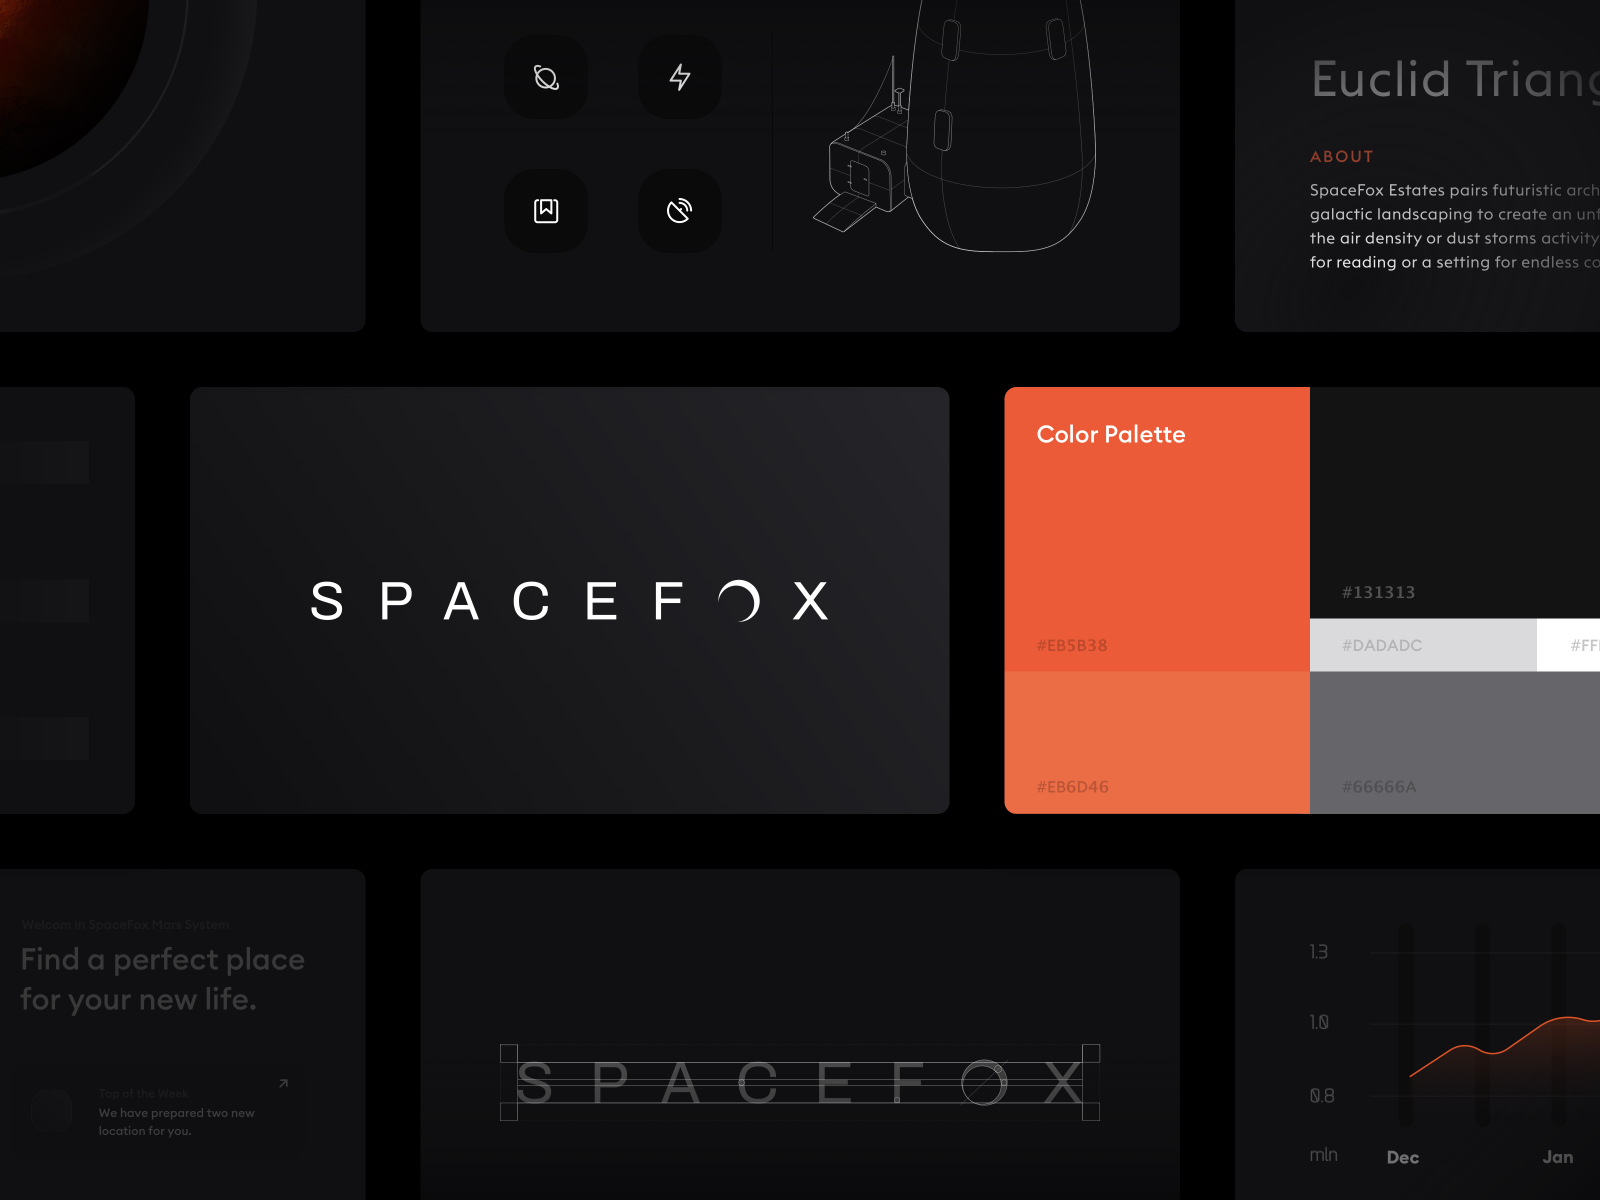 Euclid Triang
ABOUT
SpaceFox Estates pairs futuristic arch
galactic landscaping to create an un
the air density or dust storms activity
for reading or a setting for endless co
SPACEFOX
Color Palette
#EB5B38
#EB6D46
#131313
#DADADC
#FF
#66666A
Welcom in SpaceFox Mars System
Find a perfect place
for your new life.
Top of the Week
We have prepared two new
location for you.
SPACEFOX
1.3
1.0
0.8
mln
Dec
Jan